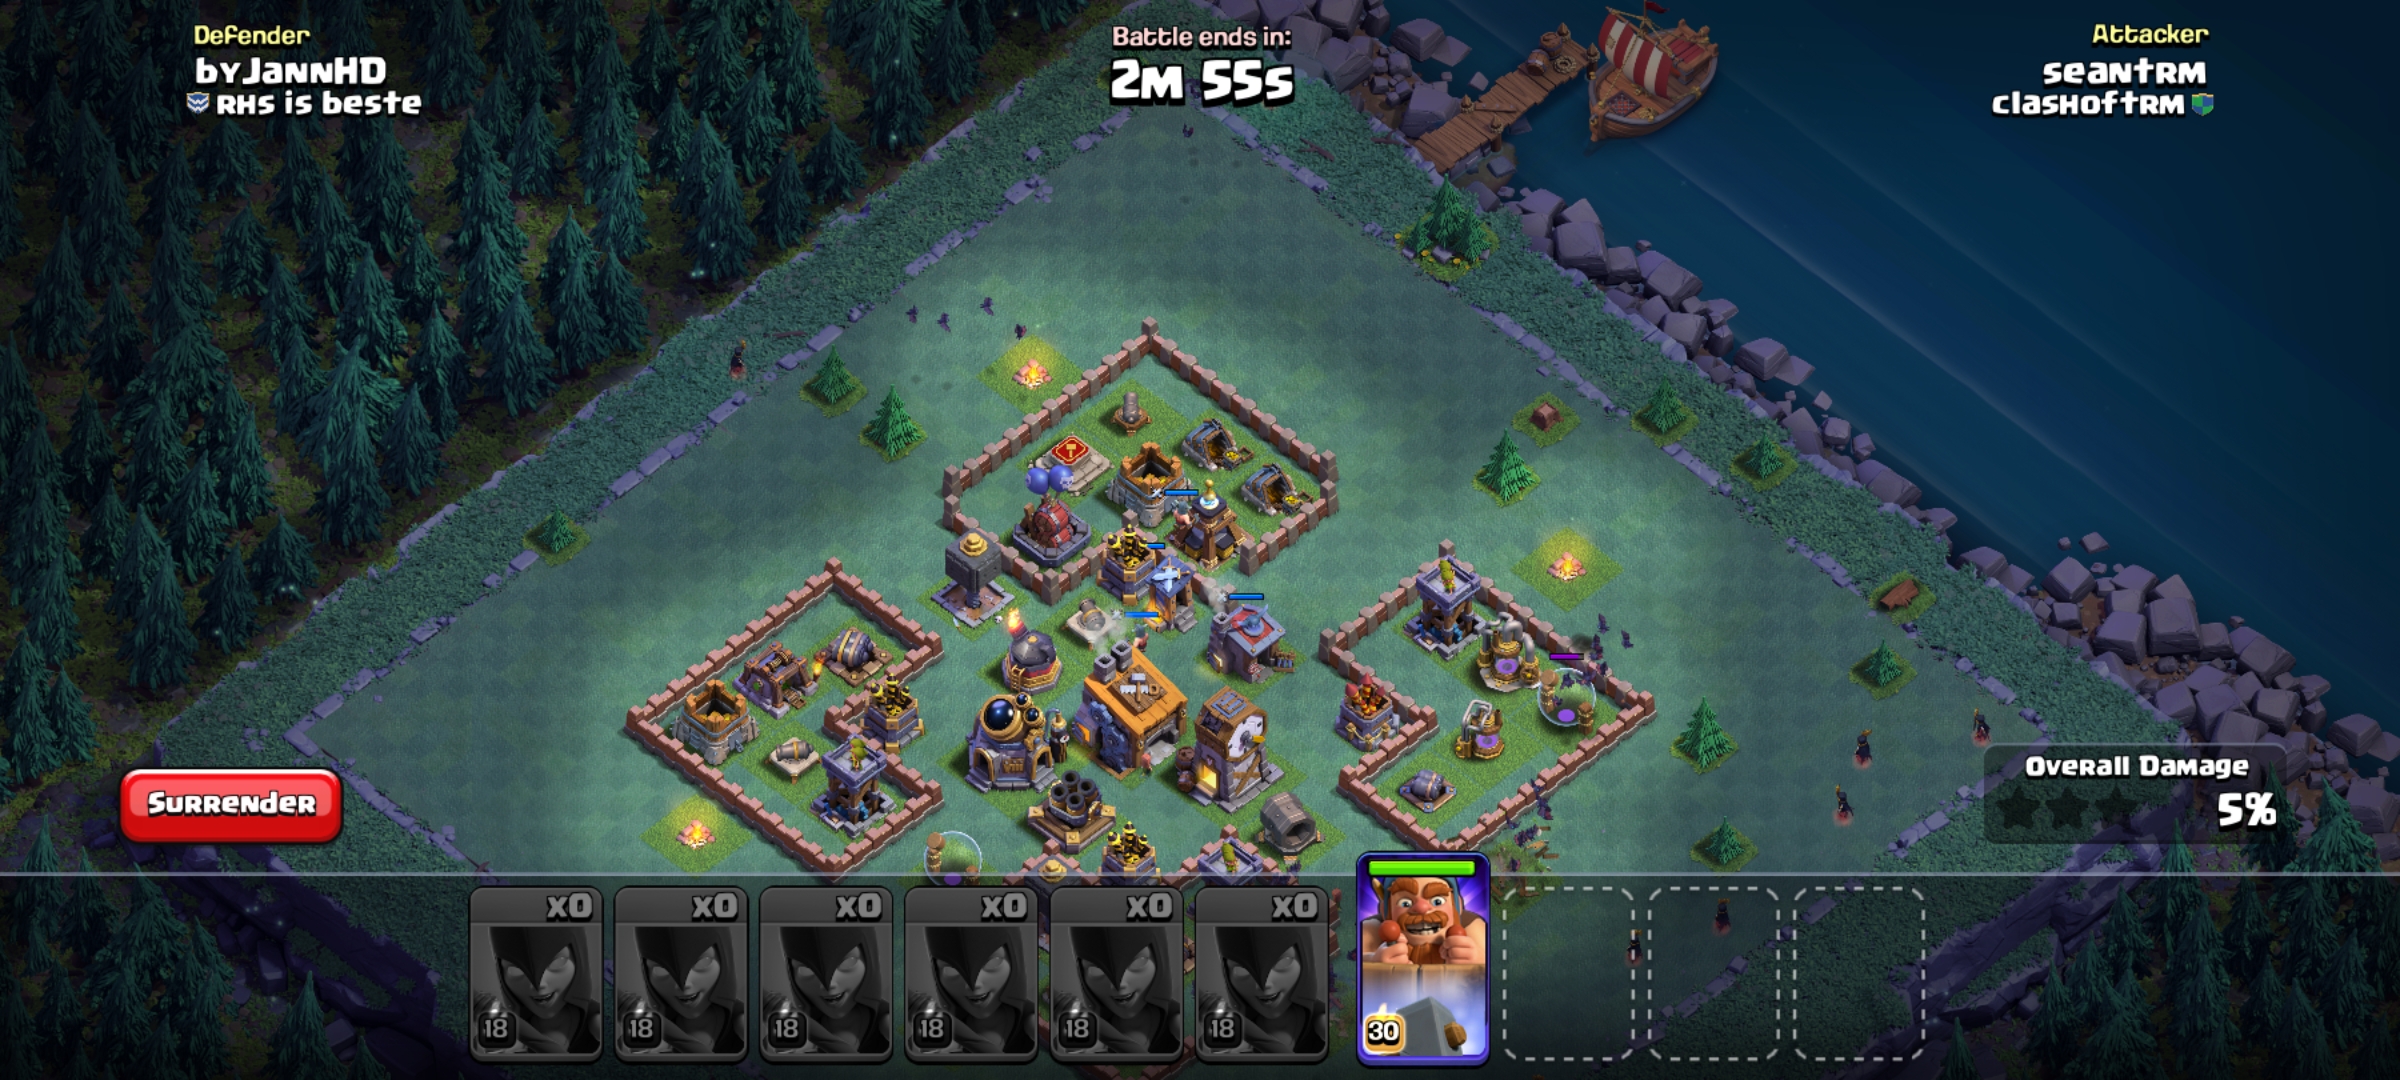 Defender
byJannHD
RHS is beste
Battle ends in:
2M 55s
Attacker
seantRM
clashoftRM
Surrender
Overall Damage
5%
x0
x0
x0
x0
x0
x0
18
18
18
18
18
18
30